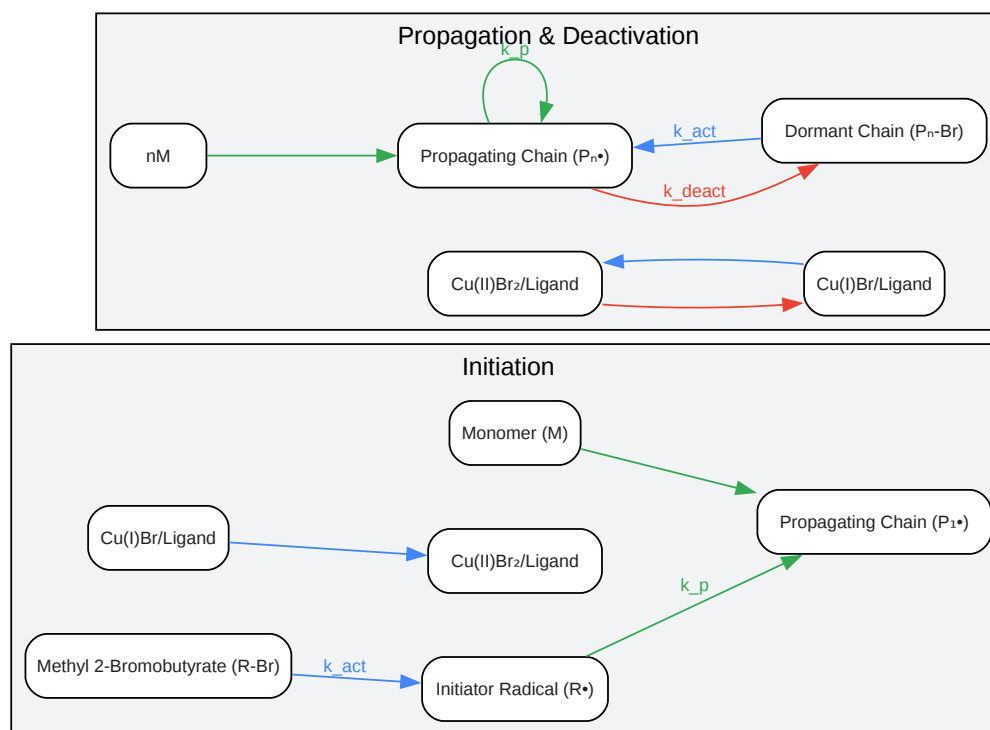 Propagation & Deactivation
k_p
nM
Propagating Chain (Pₙ•)
k_act
Dormant Chain (Pₙ-Br)
k_deact
Cu(II)Br₂/Ligand
Cu(I)Br/Ligand
Initiation
Monomer (M)
Propagating Chain (P₁•)
Cu(I)Br/Ligand
Cu(II)Br₂/Ligand
k_p
Methyl 2-Bromobutyrate (R-Br)
k_act
Initiator Radical (R•)